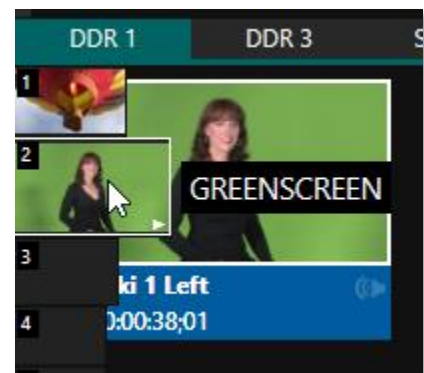 DDR 1
DDR 3
S
1
2
GREENSCREEN
3
ki 1 Left
4
0:00:38;01